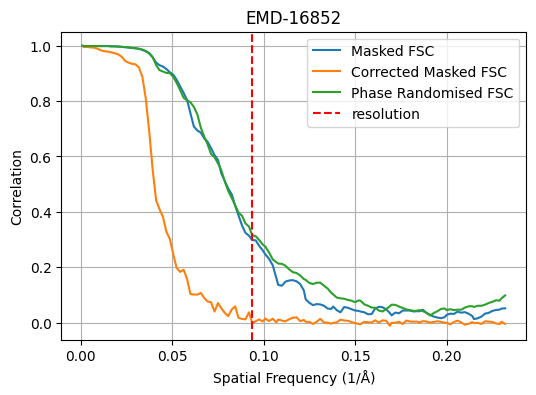 EMD-16852
Masked FSC
Corrected Masked FSC
Phase Randomised FSC
resolution
1.0
0.8
0.6
0.4
0.2
0.0
Correlation
0.00 0.05 0.10 0.15 0.20
Spatial Frequency (1/Å)